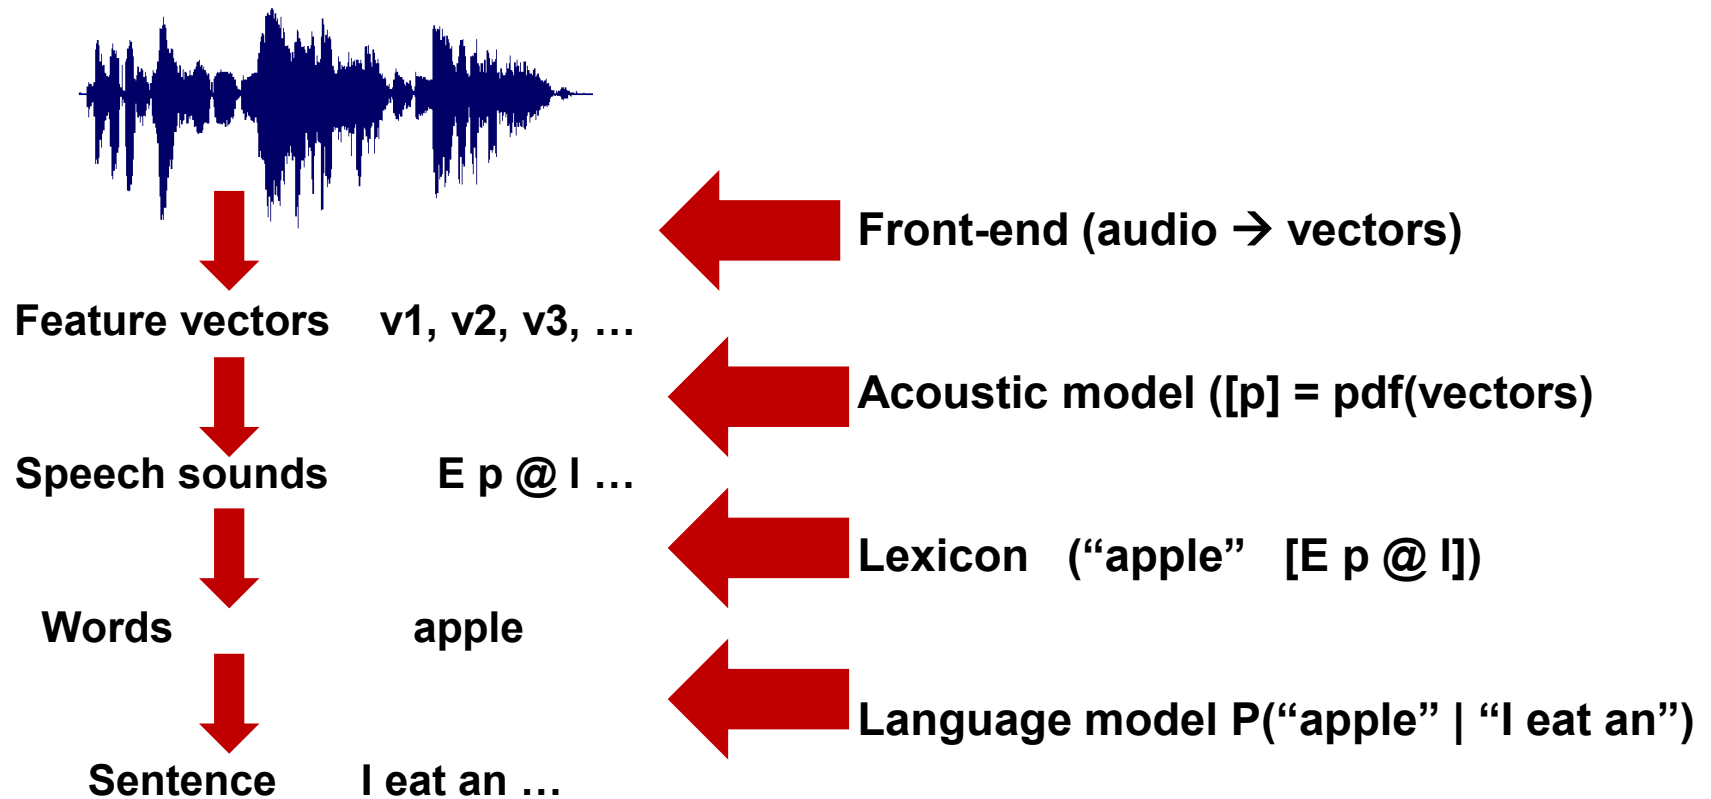 Front-end (audio → vectors)
Feature vectors v1, v2, v3, …
Acoustic model ([p] = pdf(vectors)
Speech sounds E p @ l …
Lexicon (“apple” [E p @ l])
Words apple
Language model P(“apple” | “I eat an”)
Sentence I eat an …